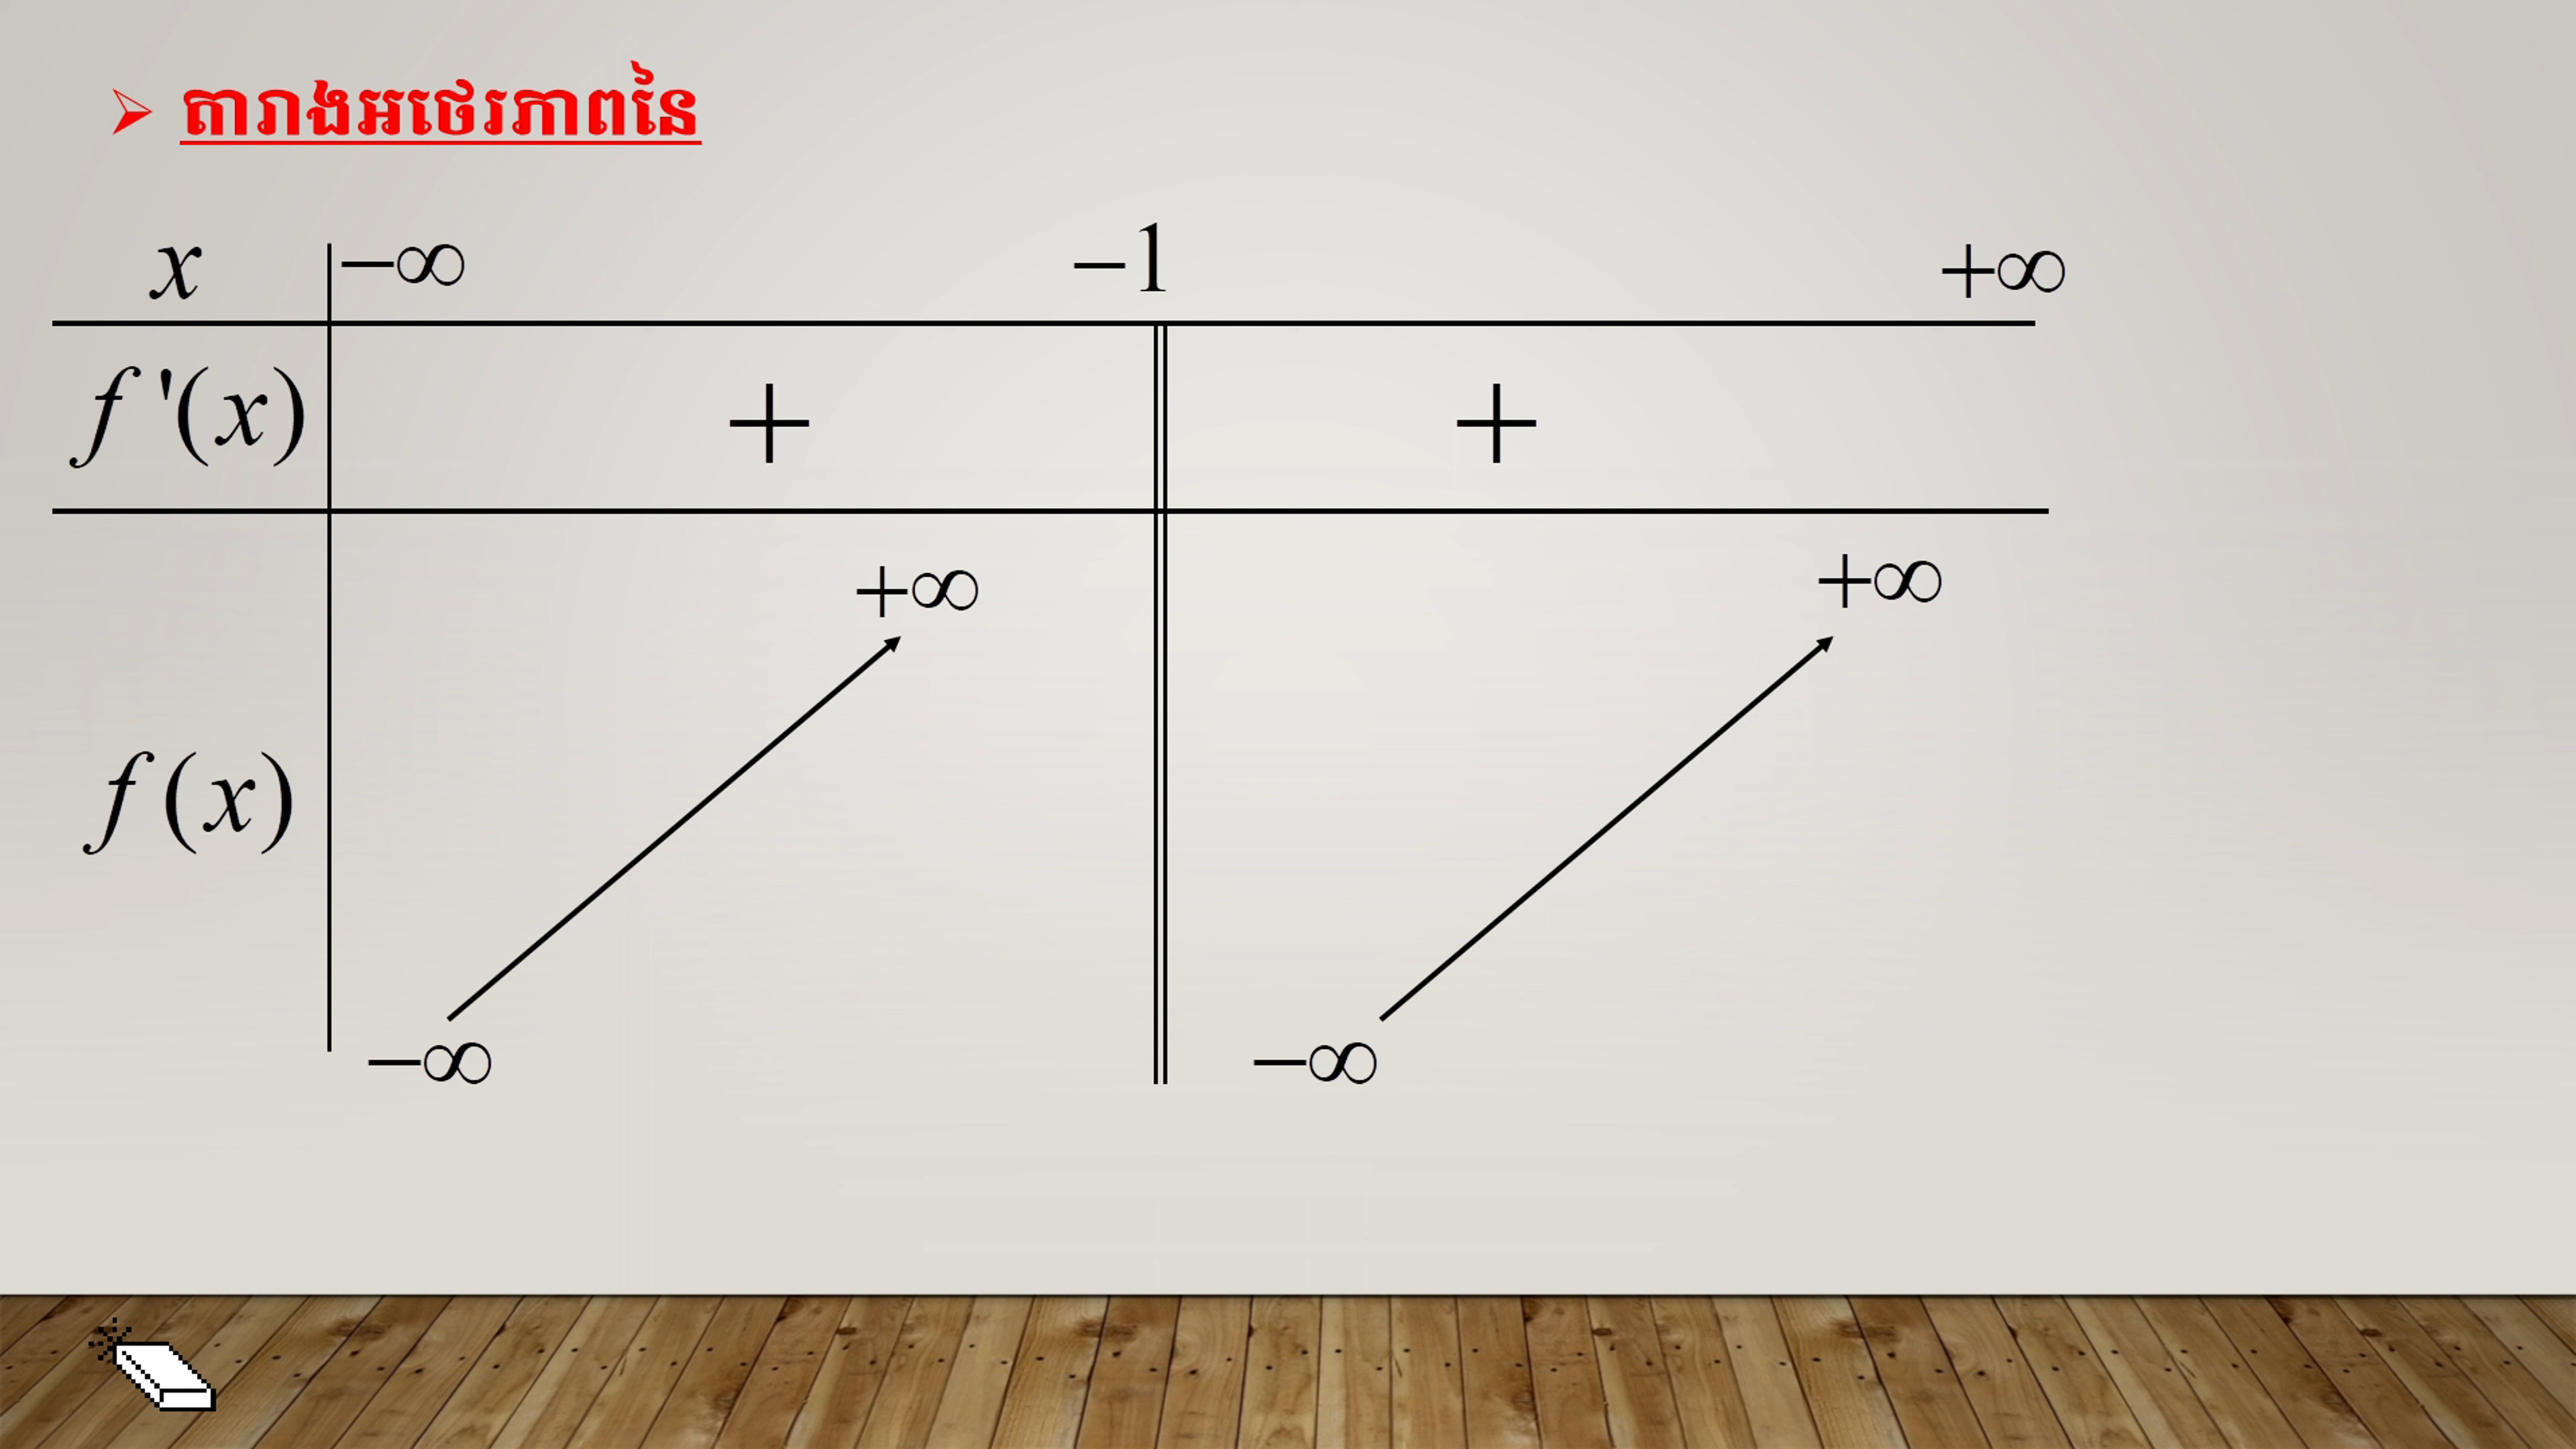 ➢ តារាងអថេរភាពនៃ
x −∞ −1 +∞
f '(x) + +
+∞ +∞
f (x)
−∞ −∞